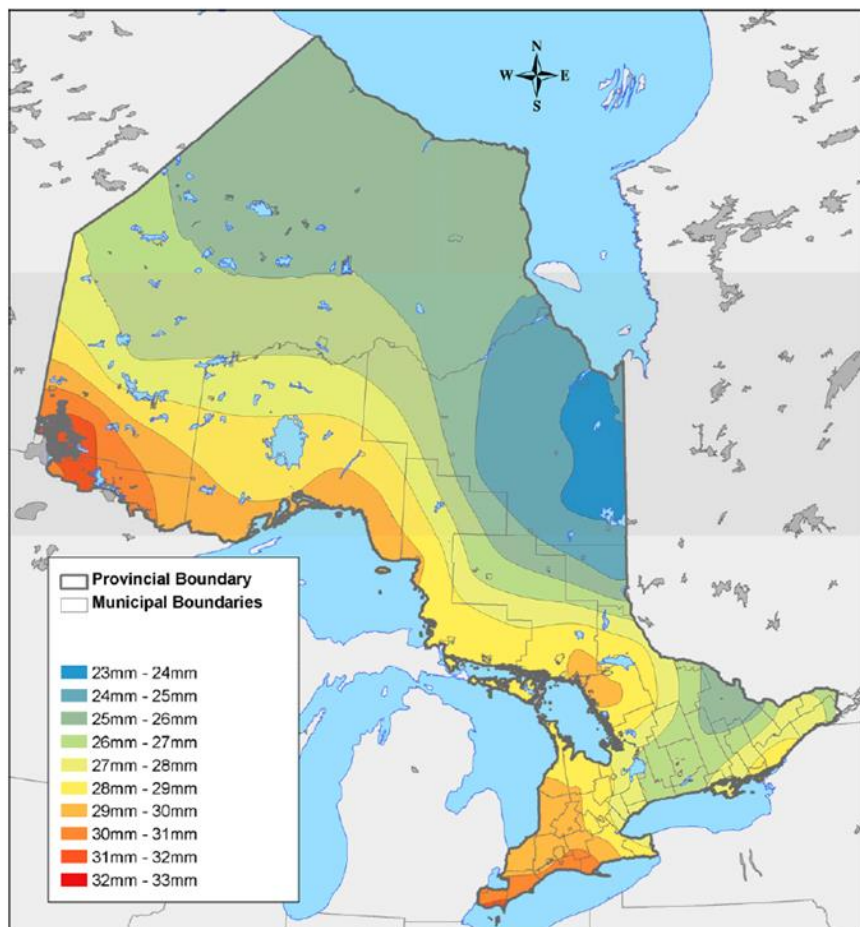 N
W E
S
Provincial Boundary
Municipal Boundaries
23mm - 24mm
24mm - 25mm
25mm - 26mm
26mm - 27mm
27mm - 28mm
28mm - 29mm
29mm - 30mm
30mm - 31mm
31mm - 32mm
32mm - 33mm